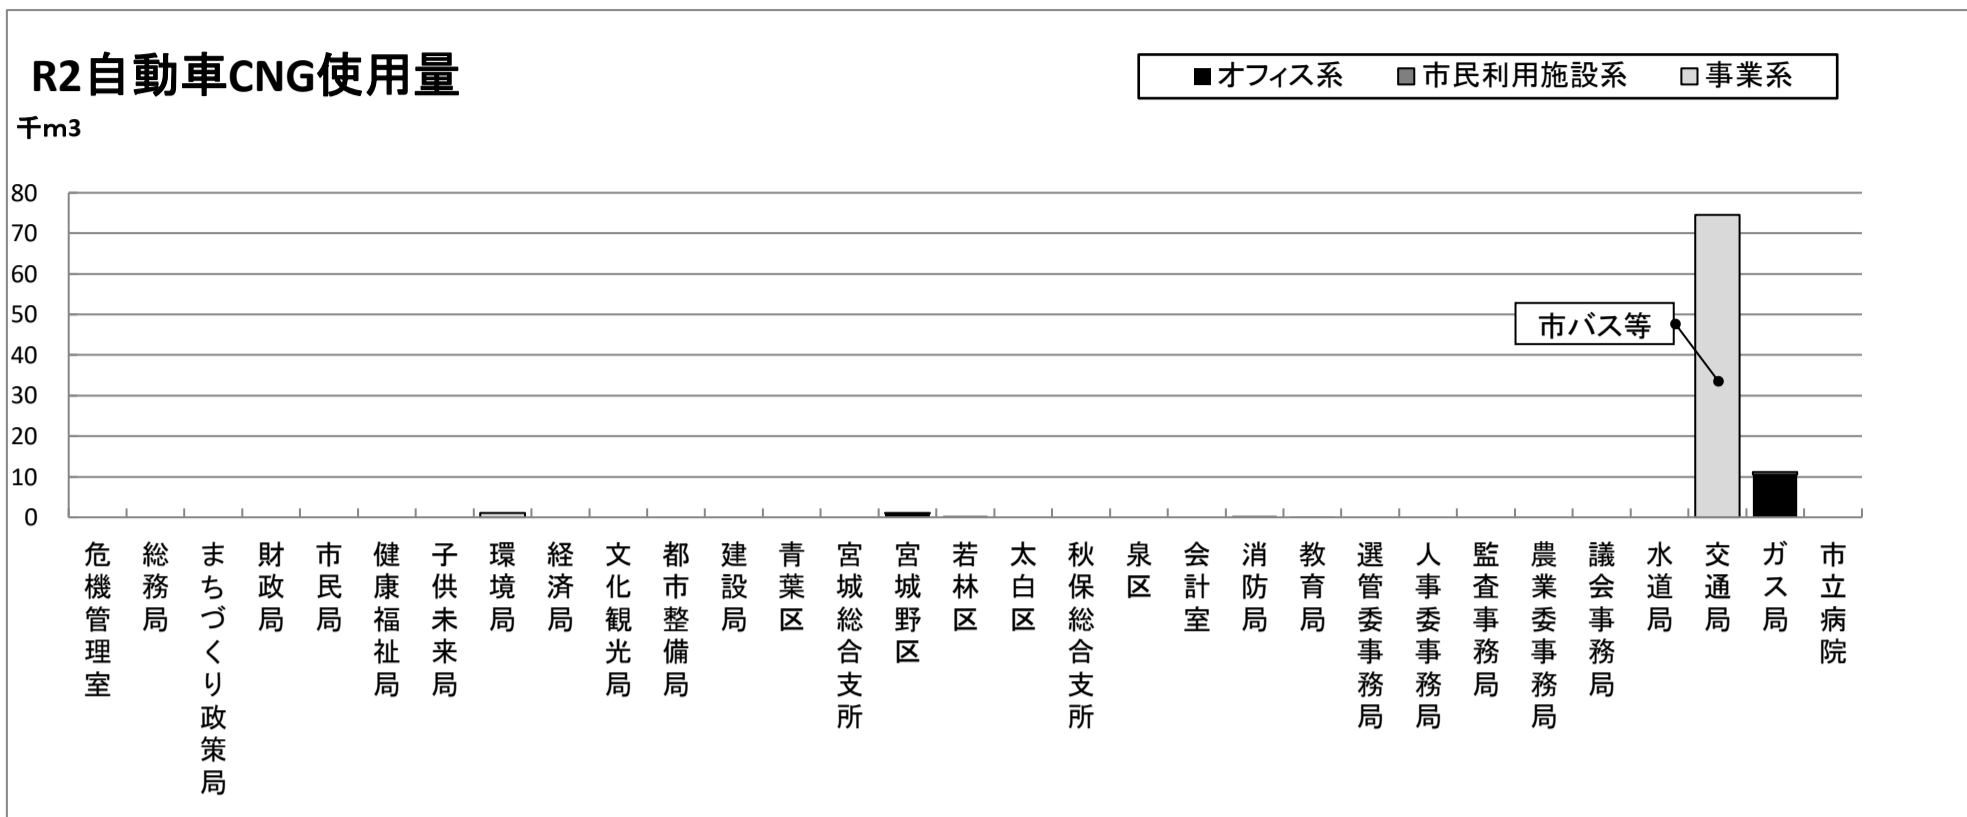 R2自動車CNG使用量
■オフィス系 ■市民利用施設系 □事業系
千m3
80
70
60
50
40
30
20
10
0
市バス等
危機管理室
総務局
まちづくり政策局
財政局
市民局
健康福祉局
子供未来局
環境局
経済局
文化観光局
都市整備局
建設局
青葉区
宮城総合支所
宮城野区
若林区
太白区
秋保総合支所
泉区
会計室
消防局
教育局
選管委事務局
人事委事務局
監査事務局
農業委事務局
議会事務局
水道局
交通局
ガス局
市立病院